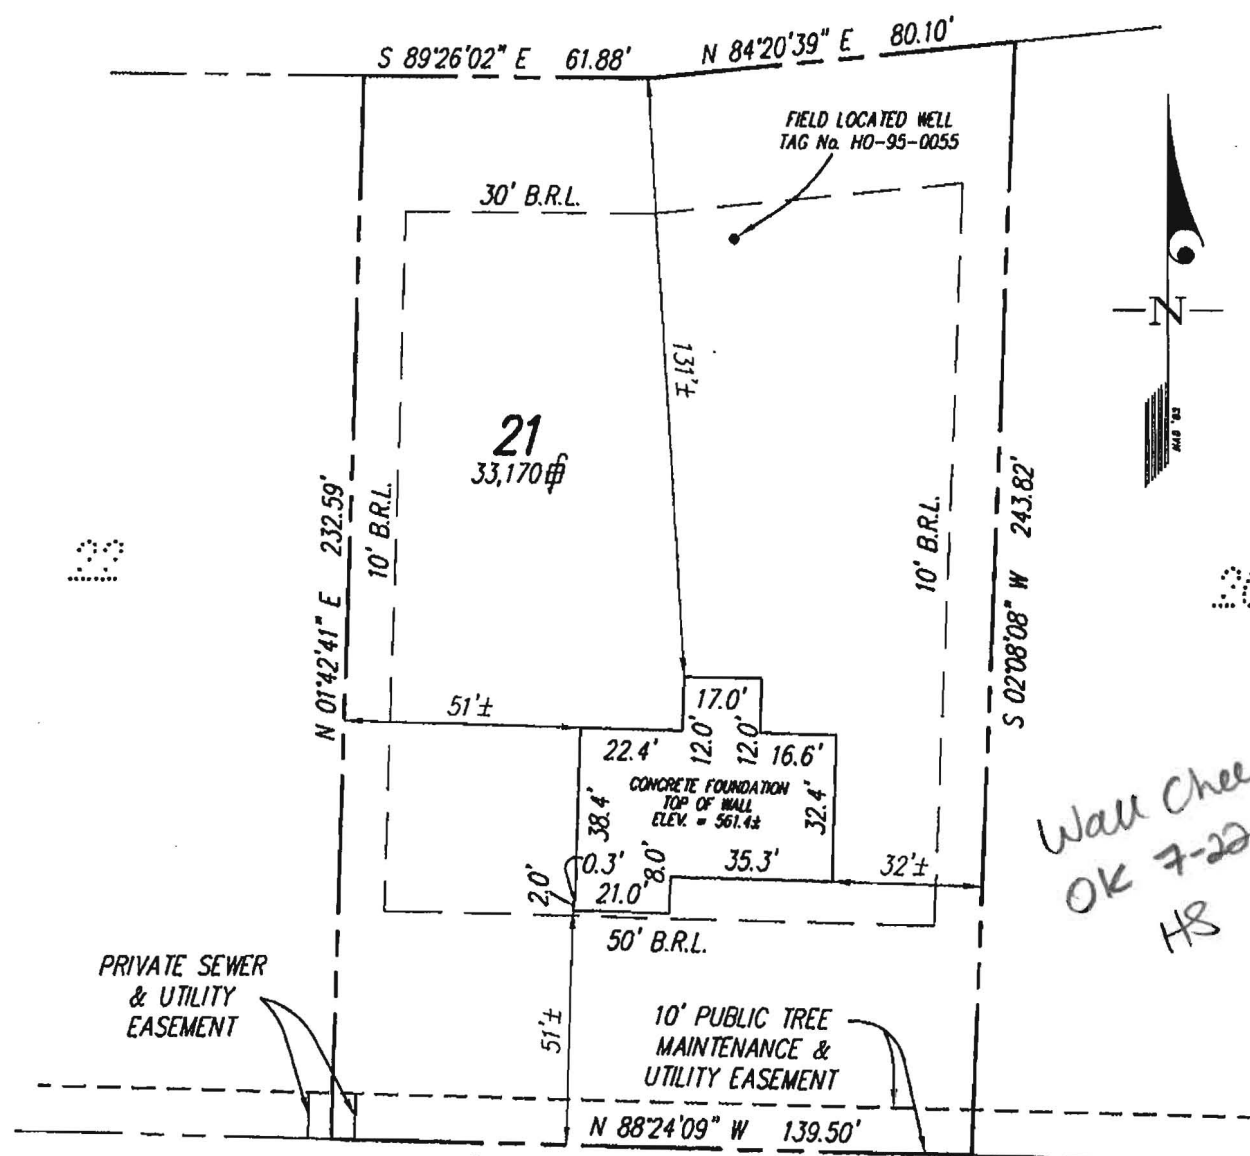 S 89°26'02" E 61.88'
N 84°20'39" E 80.10'
FIELD LOCATED WELL
TAG No. HO-95-0055
30' B.R.L.
131'±
N
NAD '83
21
33,170
N 01°42'41" E 232.59'
10' B.R.L.
10' B.R.L.
S 02°08'08" W 243.82'
22
51'±
17.0'
22.4'
12.0'
12.0'
16.6'
CONCRETE FOUNDATION
TOP OF WALL
ELEV. = 561.4±
38.4'
32.4'
0.3'
8.0'
35.3'
32'±
2.0'
21.0'
50' B.R.L.
Wall
OK 7-22
HS
PRIVATE SEWER
& UTILITY
EASEMENT
51'±
10' PUBLIC TREE
MAINTENANCE &
UTILITY EASEMENT
N 88°24'09" W 139.50'